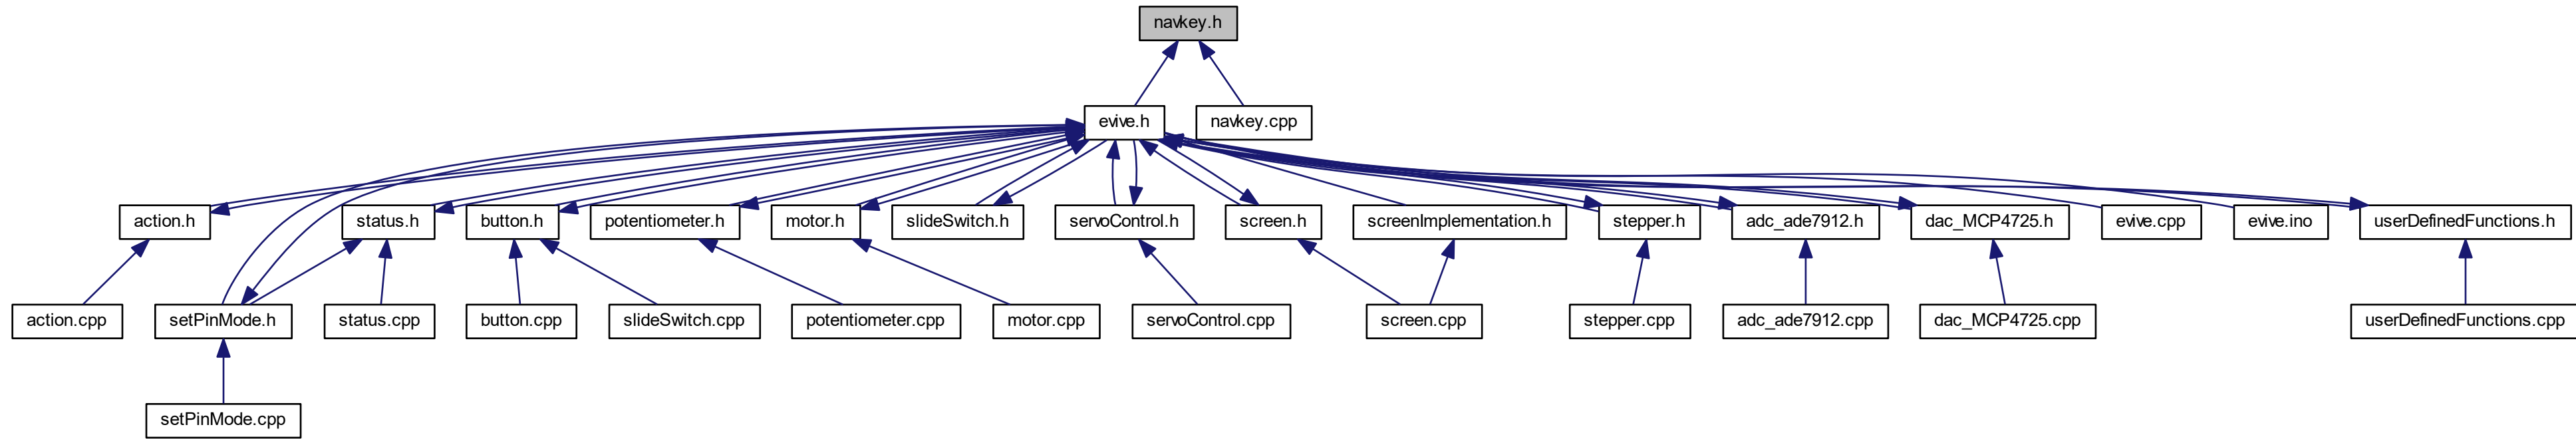 navkey.h
evive.h
navkey.cpp
action.h
status.h
button.h
potentiometer.h
motor.h
slideSwitch.h
servoControl.h
screen.h
screenImplementation.h
stepper.h
adc_ade7912.h
dac_MCP4725.h
evive.cpp
evive.ino
userDefinedFunctions.h
action.cpp
setPinMode.h
status.cpp
button.cpp
slideSwitch.cpp
potentiometer.cpp
motor.cpp
servoControl.cpp
screen.cpp
stepper.cpp
adc_ade7912.cpp
dac_MCP4725.cpp
userDefinedFunctions.cpp
setPinMode.cpp